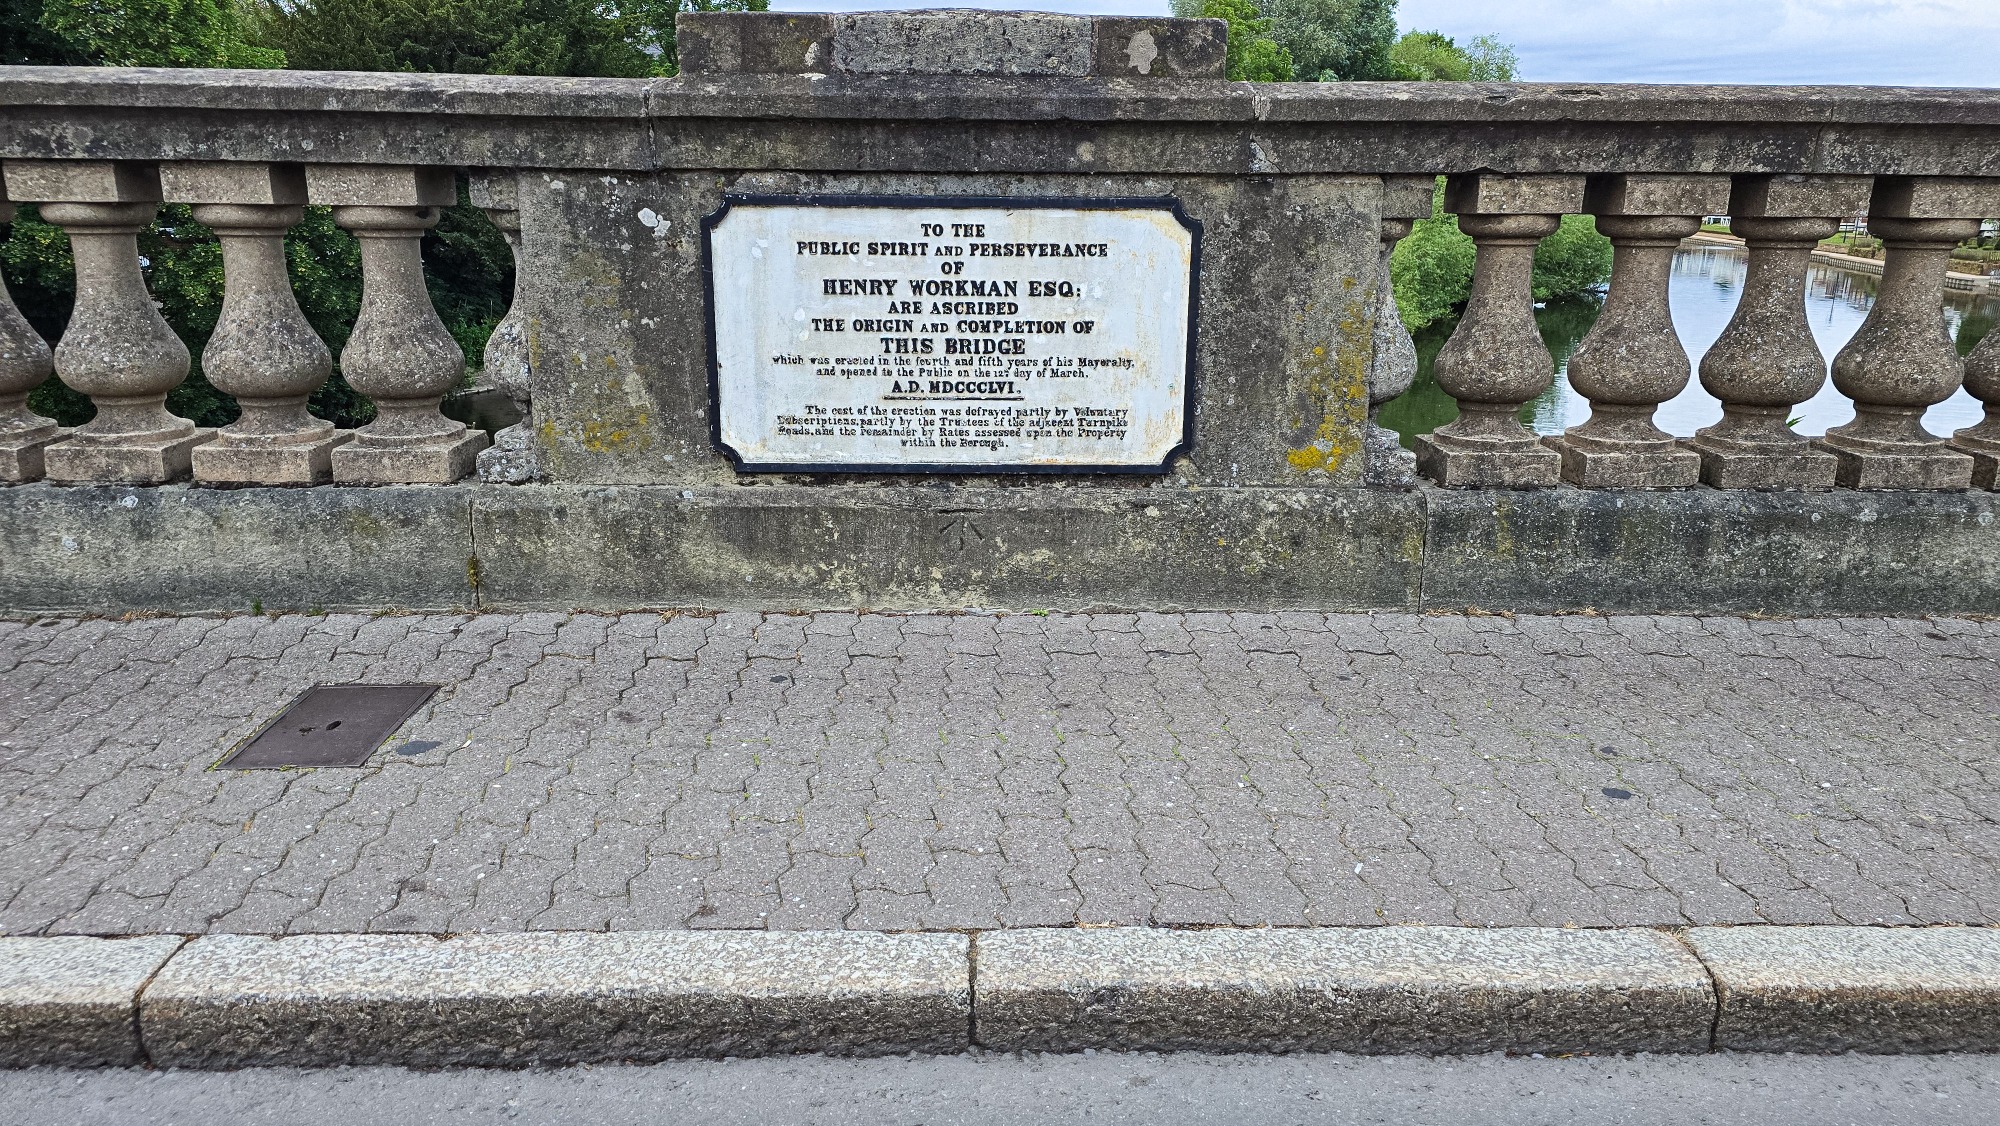 TO THE
PUBLIC SPIRIT AND PERSEVERANCE
OF
HENRY WORKMAN ESQ:
ARE ASCRIBED
THE ORIGIN AND COMPLETION OF
THIS BRIDGE
which was erected in the fourth and fifth years of his Mayoralty,
and opened to the Public on the 12th day of March.
A.D. MDCCCLVI.
The cost of the erection was defrayed partly by Voluntary
Subscriptions, partly by the Trustees of the adjacent Turnpike
Roads, and the remainder by Rates assessed upon the Property
within the Borough.